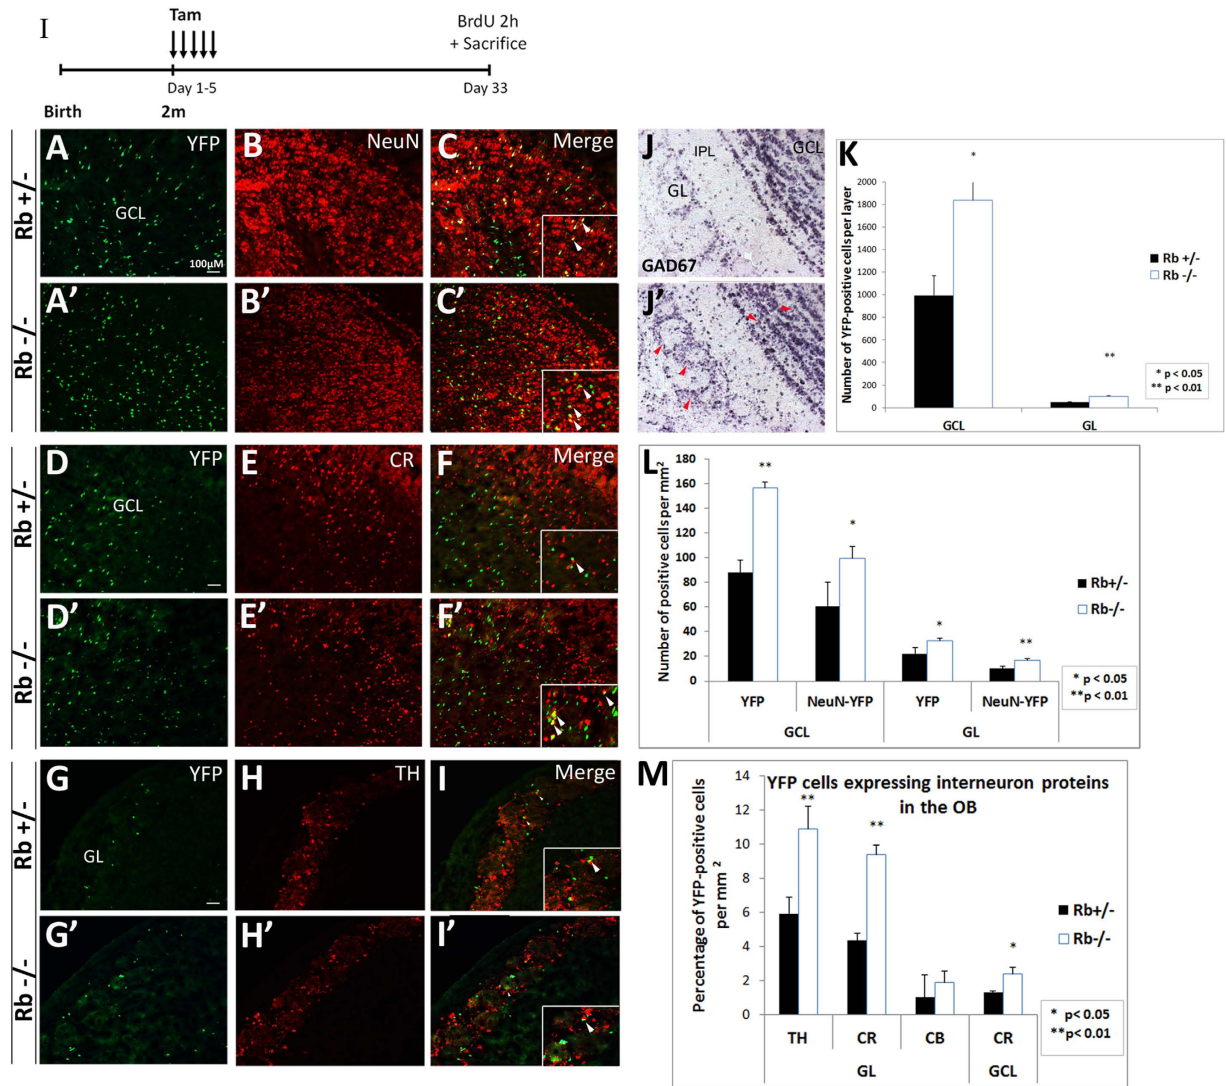 I
Tam
BrdU 2h
+ Sacrifice
Day 1-5
Day 33
Birth
2m
Rb +/-
A
YFP
GCL
100µM
B
NeuN
C
Merge
Rb -/-
A'
B'
C'
Rb +/-
D
YFP
GCL
E
CR
F
Merge
Rb -/-
D'
E'
F'
Rb +/-
G
YFP
GL
H
TH
I
Merge
Rb -/-
G'
H'
I'
J
IPL
GCL
GL
GAD67
J'
K
Number of YFP-positive cells per layer
2000
1800
1600
1400
1200
1000
800
600
400
200
0
*
**
GCL
GL
Rb +/-
Rb -/-
* p < 0.05
** p < 0.01
L
Number of positive cells per mm²
180
160
140
120
100
80
60
40
20
0
**
*
*
**
YFP
NeuN-YFP
YFP
NeuN-YFP
GCL
GL
Rb+/-
Rb-/-
* p < 0.05
**p < 0.01
M
YFP cells expressing interneuron proteins
in the OB
Percentage of YFP-positive cells
per mm ²
14
12
10
8
6
4
2
0
**
**
*
TH
CR
CB
CR
GL
GCL
Rb+/-
Rb-/-
* p< 0.05
**p< 0.01